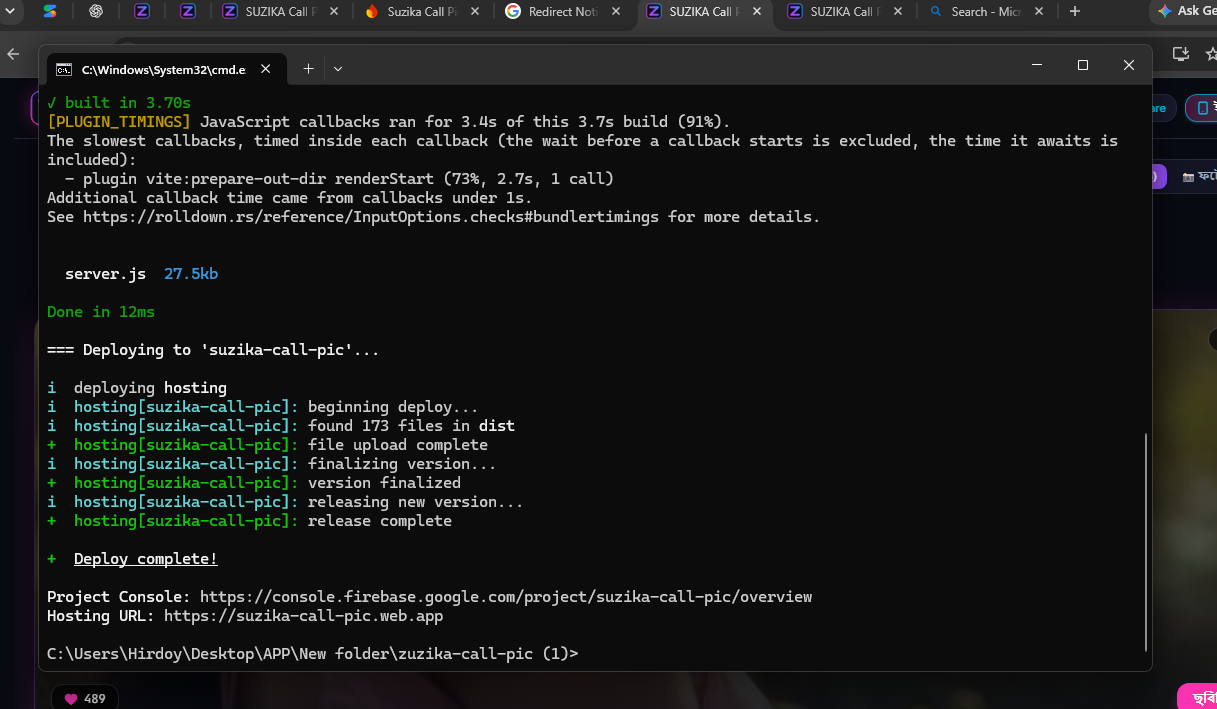 SUZIKA Call P
Suzika Call Pi
Redirect Noti
SUZIKA Call P
SUZIKA Call P
Search - Micr
Ask Ge
C:\Windows\System32\cmd.e
√ built in 3.70s
[PLUGIN_TIMINGS] JavaScript callbacks ran for 3.4s of this 3.7s build (91%).
The slowest callbacks, timed inside each callback (the wait before a callback starts is excluded, the time it awaits is
included):
- plugin vite:prepare-out-dir renderStart (73%, 2.7s, 1 call)
Additional callback time came from callbacks under 1s.
See https://rolldown.rs/reference/InputOptions.checks#bundlertimings for more details.
server.js 27.5kb
Done in 12ms
=== Deploying to 'suzika-call-pic'...
i deploying hosting
i hosting[suzika-call-pic]: beginning deploy...
i hosting[suzika-call-pic]: found 173 files in dist
+ hosting[suzika-call-pic]: file upload complete
i hosting[suzika-call-pic]: finalizing version...
+ hosting[suzika-call-pic]: version finalized
i hosting[suzika-call-pic]: releasing new version...
+ hosting[suzika-call-pic]: release complete
+ Deploy complete!
Project Console: https://console.firebase.google.com/project/suzika-call-pic/overview
Hosting URL: https://suzika-call-pic.web.app
C:\Users\Hirdoy\Desktop\APP\New folder\zuzika-call-pic (1)>
489